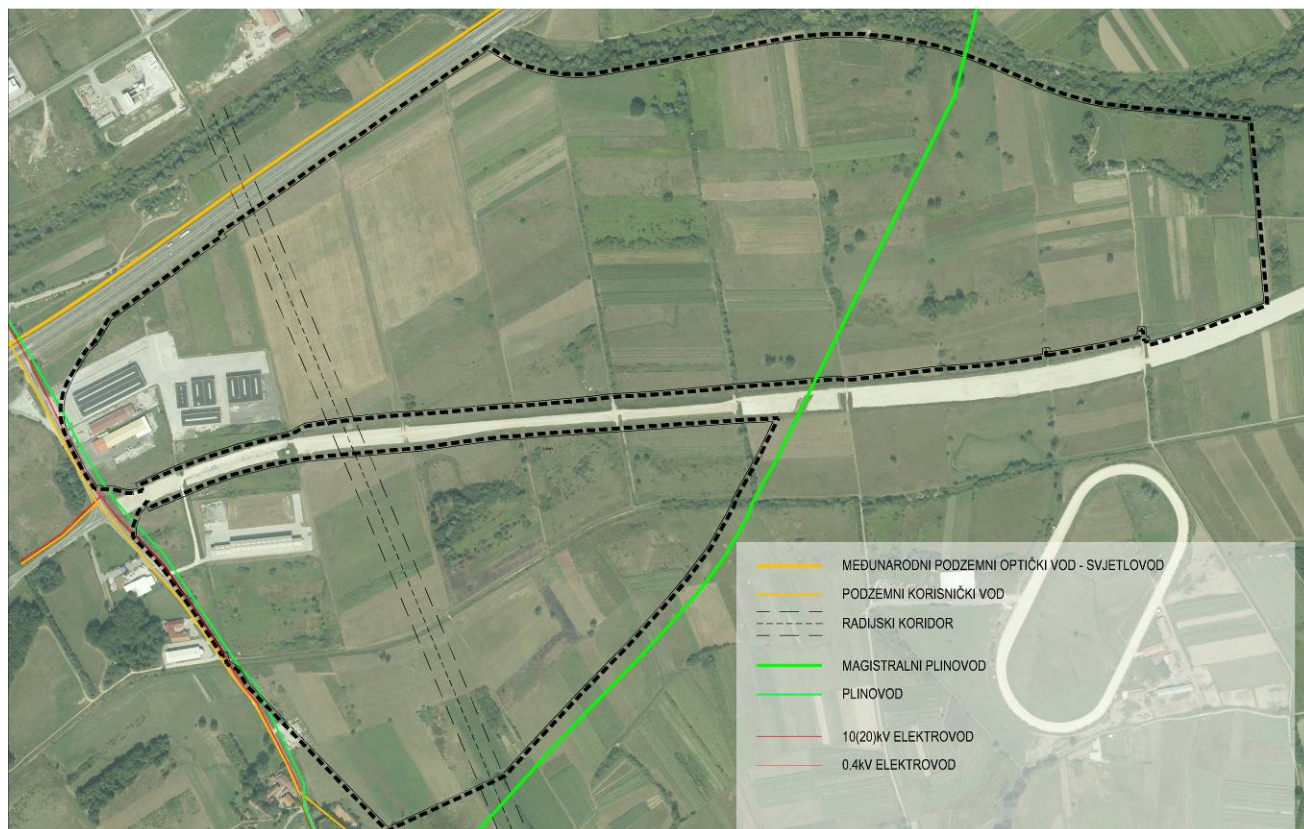 MEĐUNARODNI PODZEMNI OPTIČKI VOD - SVJETLOVOD
PODZEMNI KORISNIČKI VOD
RADIJSKI KORIDOR
MAGISTRALNI PLINOVOD
PLINOVOD
10(20)kV ELEKTROVOD
0.4kV ELEKTROVOD